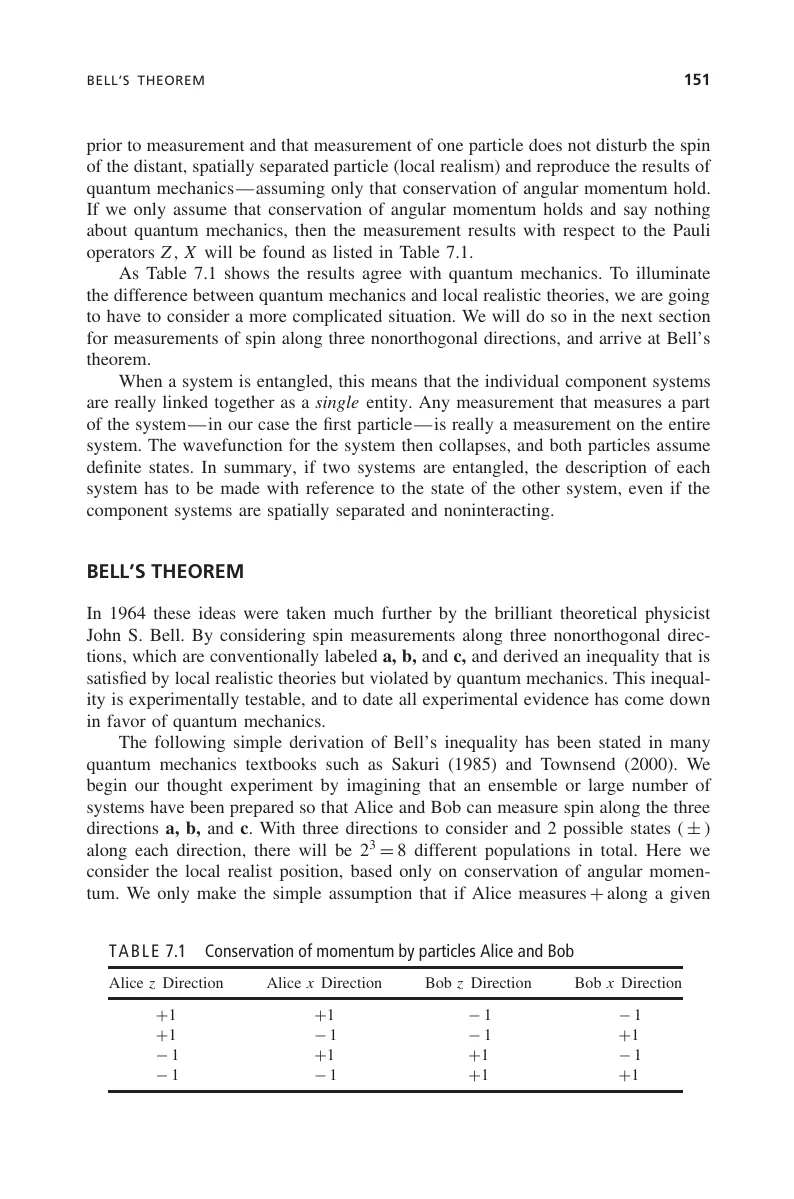 BELL'S THEOREM 151
prior to measurement and that measurement of one particle does not disturb the spin
of the distant, spatially separated particle (local realism) and reproduce the results of
quantum mechanics—assuming only that conservation of angular momentum hold.
If we only assume that conservation of angular momentum holds and say nothing
about quantum mechanics, then the measurement results with respect to the Pauli
operators Z, X will be found as listed in Table 7.1.
As Table 7.1 shows the results agree with quantum mechanics. To illuminate
the difference between quantum mechanics and local realistic theories, we are going
to have to consider a more complicated situation. We will do so in the next section
for measurements of spin along three nonorthogonal directions, and arrive at Bell's
theorem.
When a system is entangled, this means that the individual component systems
are really linked together as a single entity. Any measurement that measures a part
of the system—in our case the first particle—is really a measurement on the entire
system. The wavefunction for the system then collapses, and both particles assume
definite states. In summary, if two systems are entangled, the description of each
system has to be made with reference to the state of the other system, even if the
component systems are spatially separated and noninteracting.
BELL'S THEOREM
In 1964 these ideas were taken much further by the brilliant theoretical physicist
John S. Bell. By considering spin measurements along three nonorthogonal direc-
tions, which are conventionally labeled a, b, and c, and derived an inequality that is
satisfied by local realistic theories but violated by quantum mechanics. This inequal-
ity is experimentally testable, and to date all experimental evidence has come down
in favor of quantum mechanics.
The following simple derivation of Bell's inequality has been stated in many
quantum mechanics textbooks such as Sakuri (1985) and Townsend (2000). We
begin our thought experiment by imagining that an ensemble or large number of
systems have been prepared so that Alice and Bob can measure spin along the three
directions a, b, and c. With three directions to consider and 2 possible states (±)
along each direction, there will be 2³ = 8 different populations in total. Here we
consider the local realist position, based only on conservation of angular momen-
tum. We only make the simple assumption that if Alice measures + along a given
TABLE 7.1 Conservation of momentum by particles Alice and Bob
Alice z Direction Alice x Direction Bob z Direction Bob x Direction
+1 +1 −1 −1
+1 −1 −1 +1
−1 +1 +1 −1
−1 −1 +1 +1